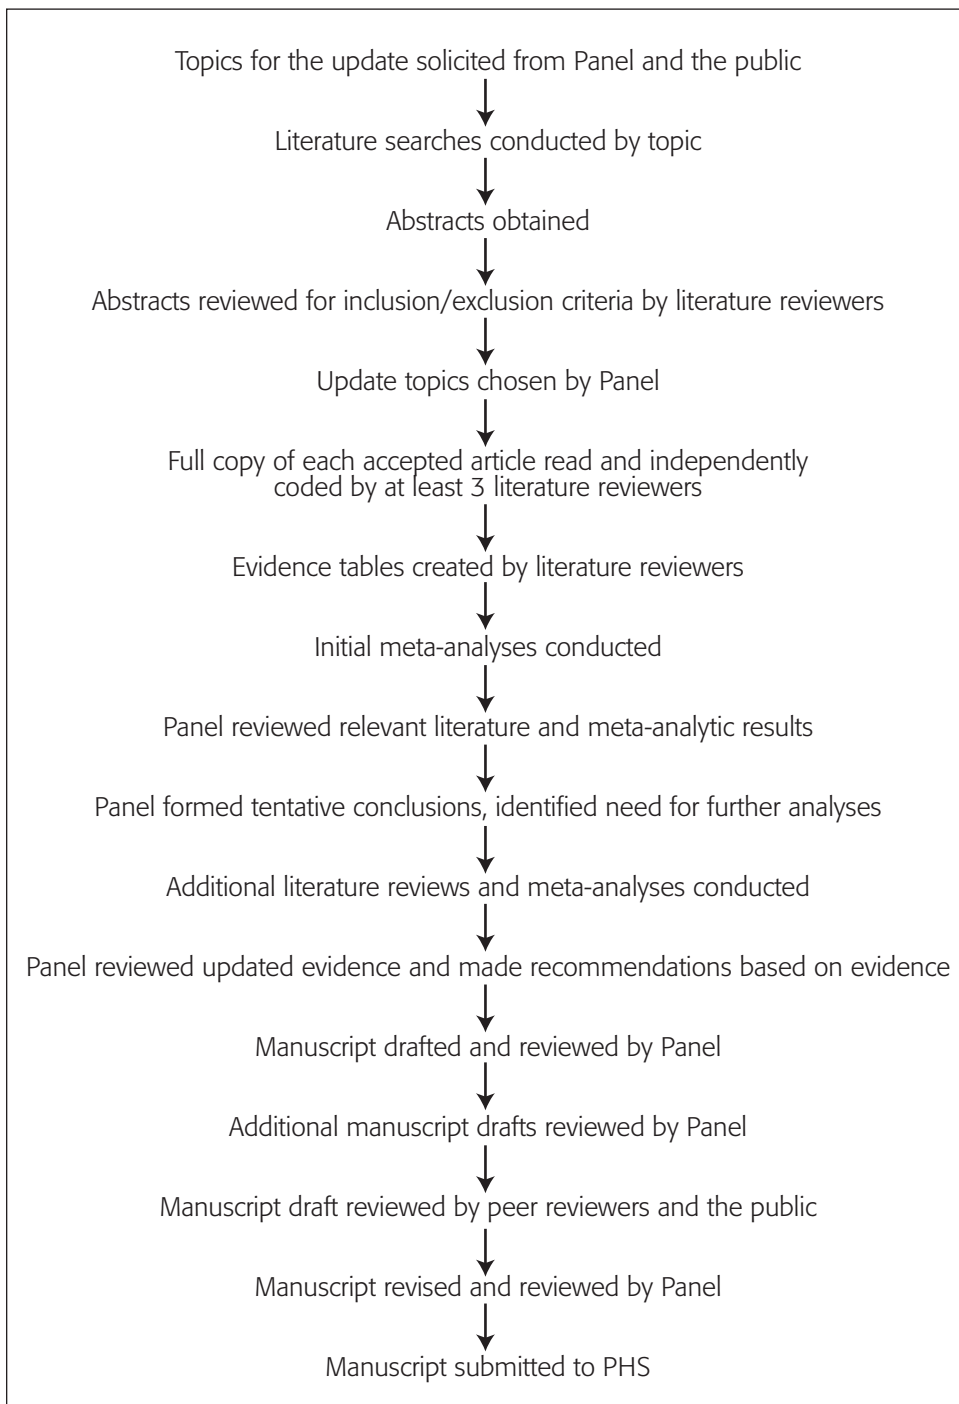 Topics for the update solicited from Panel and the public
Literature searches conducted by topic
Abstracts obtained
Abstracts reviewed for inclusion/exclusion criteria by literature reviewers
Update topics chosen by Panel
Full copy of each accepted article read and independently
coded by at least 3 literature reviewers
Evidence tables created by literature reviewers
Initial meta-analyses conducted
Panel reviewed relevant literature and meta-analytic results
Panel formed tentative conclusions, identified need for further analyses
Additional literature reviews and meta-analyses conducted
Panel reviewed updated evidence and made recommendations based on evidence
Manuscript drafted and reviewed by Panel
Additional manuscript drafts reviewed by Panel
Manuscript draft reviewed by peer reviewers and the public
Manuscript revised and reviewed by Panel
Manuscript submitted to PHS